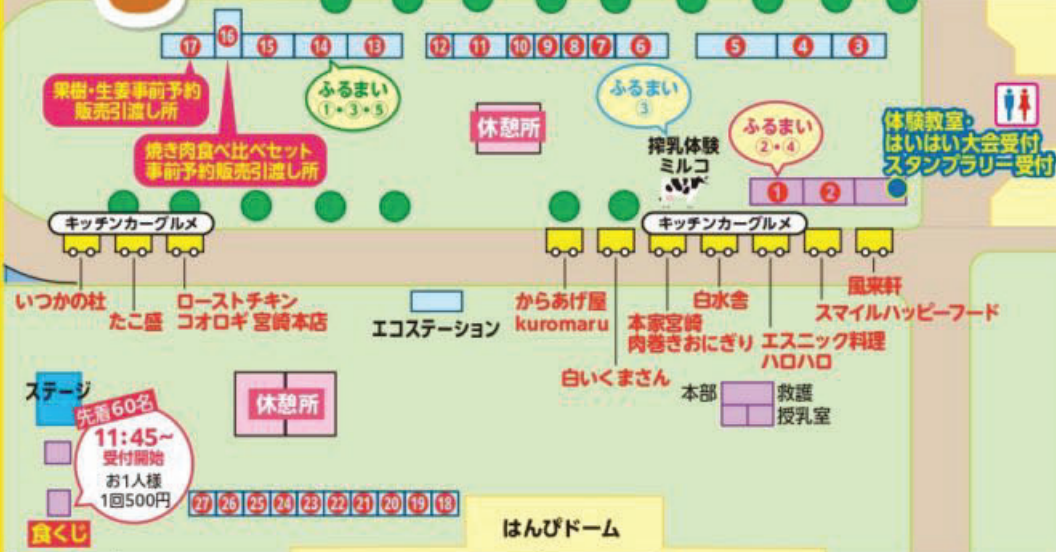 ⑰
⑯
⑮
⑭
⑬
⑫
⑪
⑩
⑨
⑧
⑦
⑥
⑤
④
③
果樹・生姜事前予約
販売引渡し所
焼き肉食べ比べセット
事前予約販売引渡し所
ふるまい
①・③・⑤
休憩所
ふるまい
③
搾乳体験
ミルコ
ふるまい
②・④
体験教室・
はいはい大会受付
スタンプラリー受付
①
②
キッチンカーグルメ
キッチンカーグルメ
いつかの杜
たこ盛
ローストチキン
コオロギ 宮崎本店
エコステーション
からあげ屋
kuromaru
白いくまさん
本家宮崎
肉巻きおにぎり
白水舎
エスニック料理
ハロハロ
スマイルハッピーフード
風来軒
ステージ
先着60名
11:45~
受付開始
お1人様
1回500円
食くじ
休憩所
本部
救護
授乳室
㉗
㉖
㉕
㉔
㉓
㉒
㉑
⑳
⑲
⑱
はんぴドーム